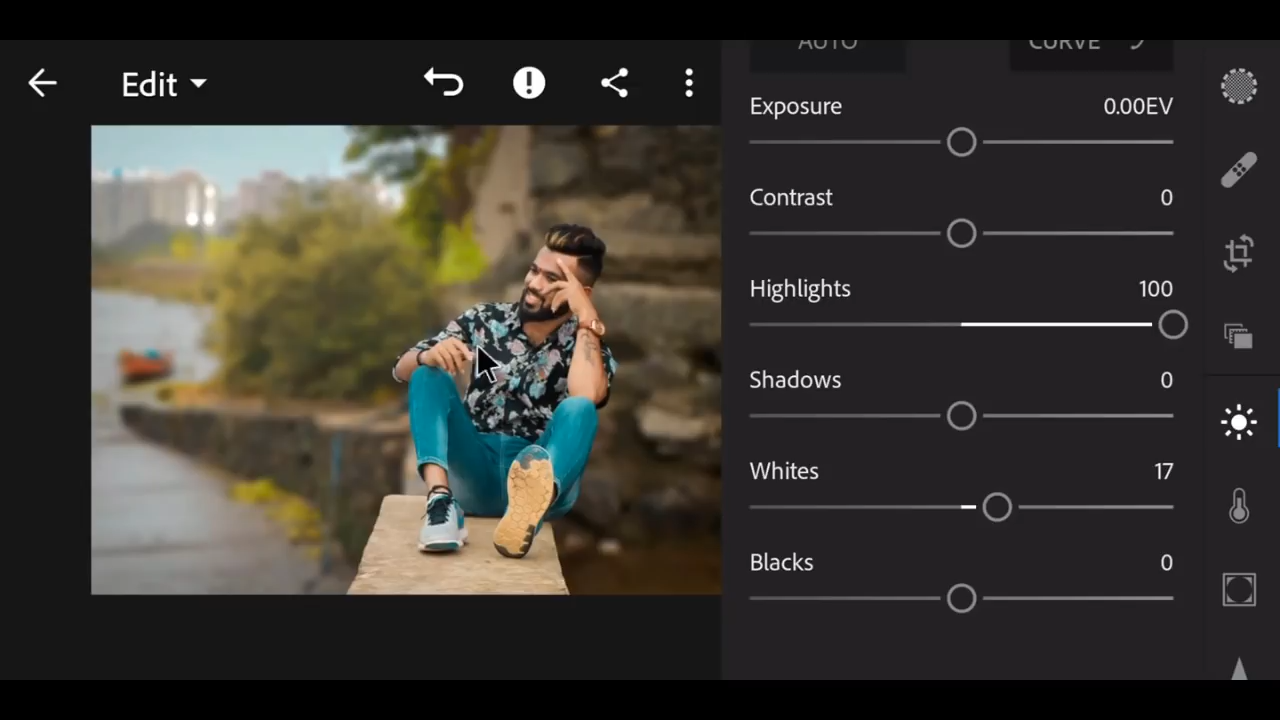 AUTO
CURVE
Edit
Exposure 0.00EV
Contrast 0
Highlights 100
Shadows 0
Whites 17
Blacks 0